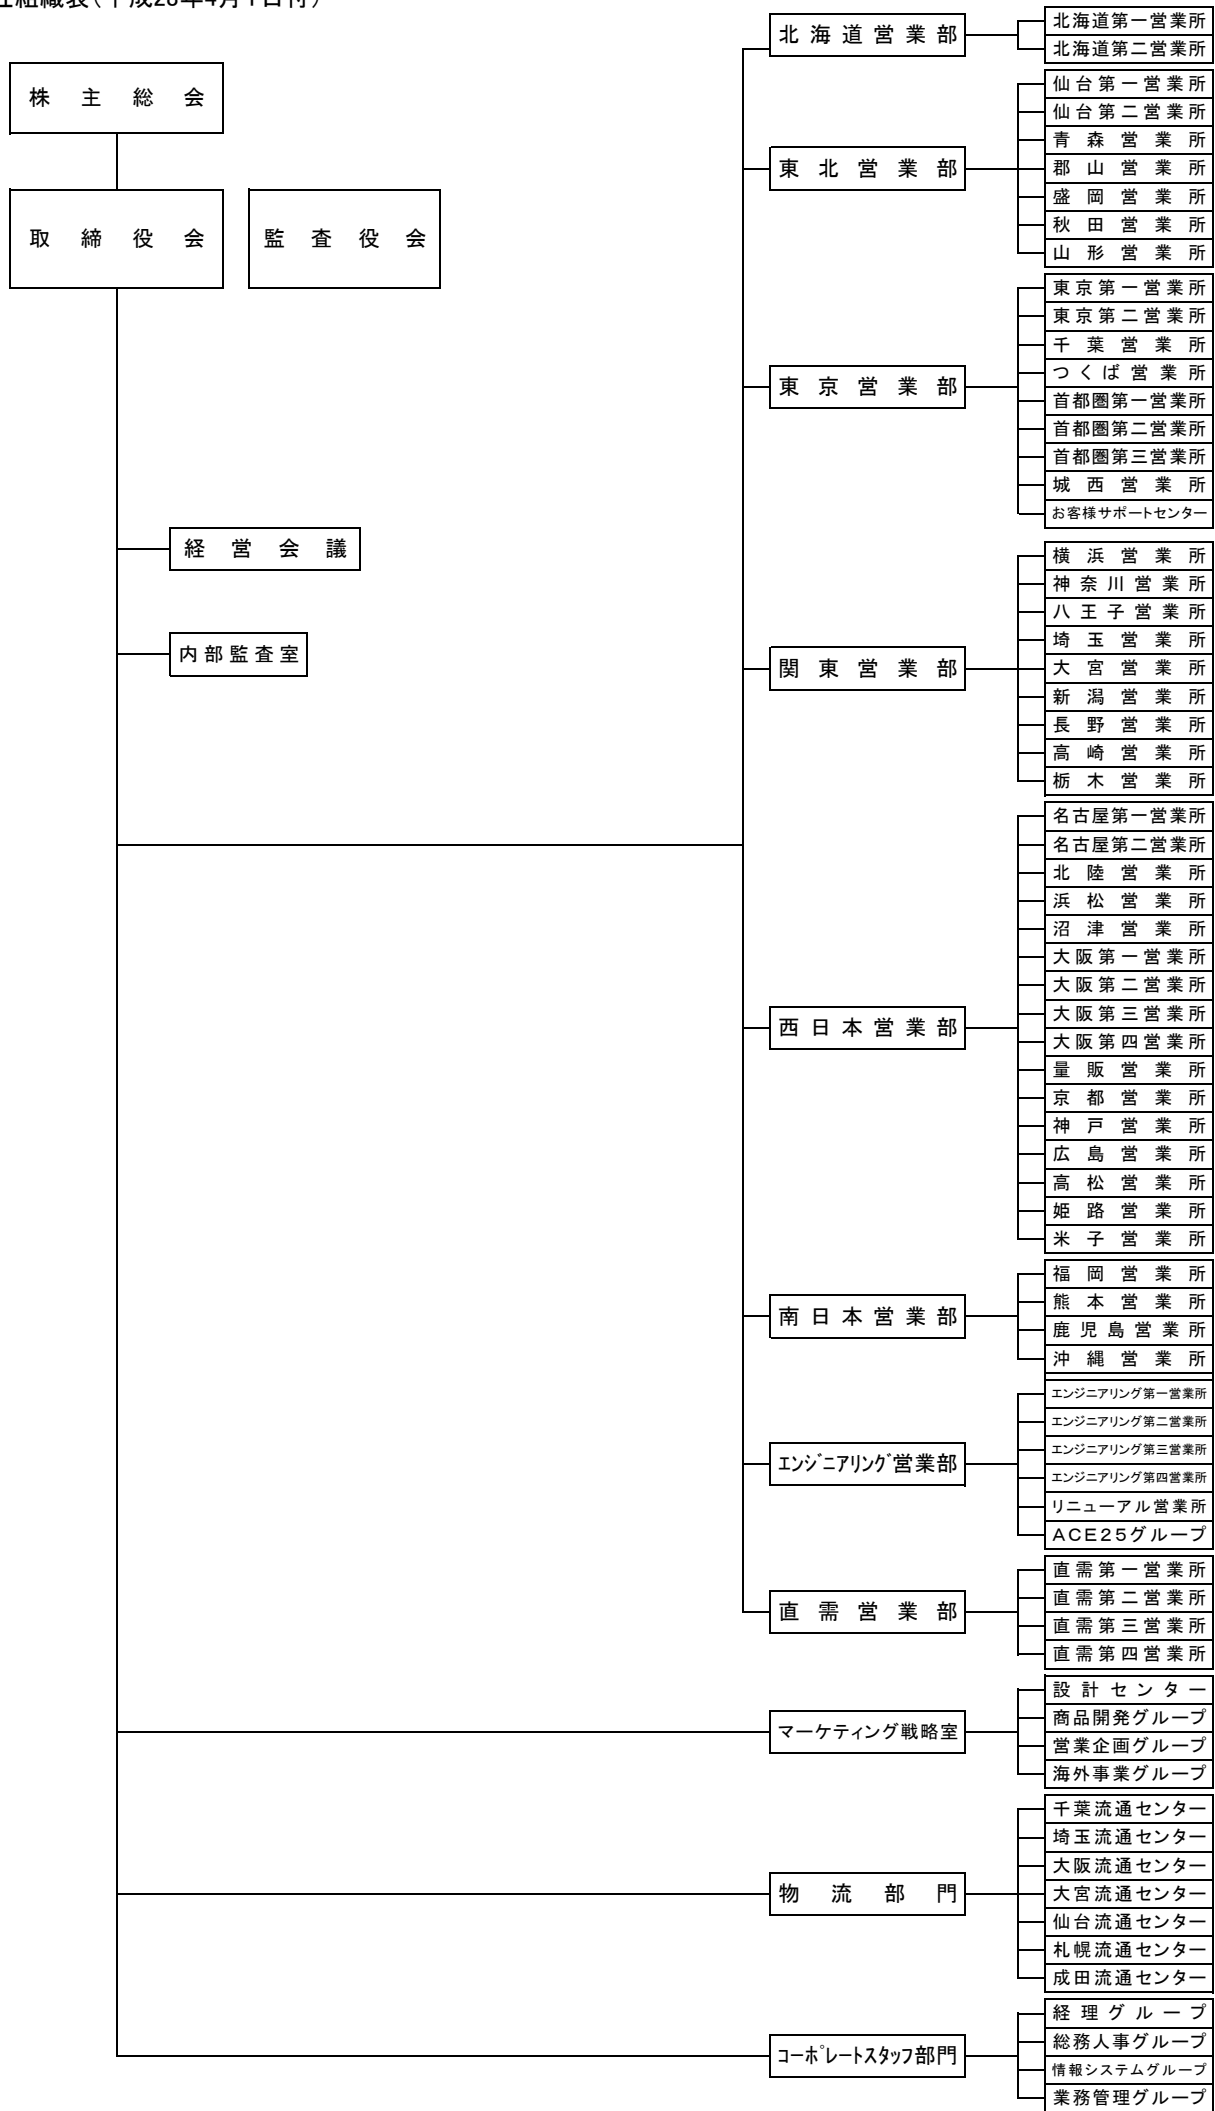 組織表(平成28年4月1日付)
株主総会
取締役会
監査役会
経営会議
内部監査室
北海道営業部
北海道第一営業所
北海道第二営業所
東北営業部
仙台第一営業所
仙台第二営業所
青森営業所
郡山営業所
盛岡営業所
秋田営業所
山形営業所
東京営業部
東京第一営業所
東京第二営業所
千葉営業所
つくば営業所
首都圏第一営業所
首都圏第二営業所
首都圏第三営業所
城西営業所
お客様サポートセンター
関東営業部
横浜営業所
神奈川営業所
八王子営業所
埼玉営業所
大宮営業所
新潟営業所
長野営業所
高崎営業所
栃木営業所
西日本営業部
名古屋第一営業所
名古屋第二営業所
北陸営業所
浜松営業所
沼津営業所
大阪第一営業所
大阪第二営業所
大阪第三営業所
大阪第四営業所
量販営業所
京都営業所
神戸営業所
広島営業所
高松営業所
姫路営業所
米子営業所
南日本営業部
福岡営業所
熊本営業所
鹿児島営業所
沖縄営業所
エンジニアリング営業部
エンジニアリング第一営業所
エンジニアリング第二営業所
エンジニアリング第三営業所
エンジニアリング第四営業所
リニューアル営業所
ACE25グループ
直需営業部
直需第一営業所
直需第二営業所
直需第三営業所
直需第四営業所
マーケティング戦略室
設計センター
商品開発グループ
営業企画グループ
海外事業グループ
物流部門
千葉流通センター
埼玉流通センター
大阪流通センター
大宮流通センター
仙台流通センター
札幌流通センター
成田流通センター
コーポレートスタッフ部門
経理グループ
総務人事グループ
情報システムグループ
業務管理グループ